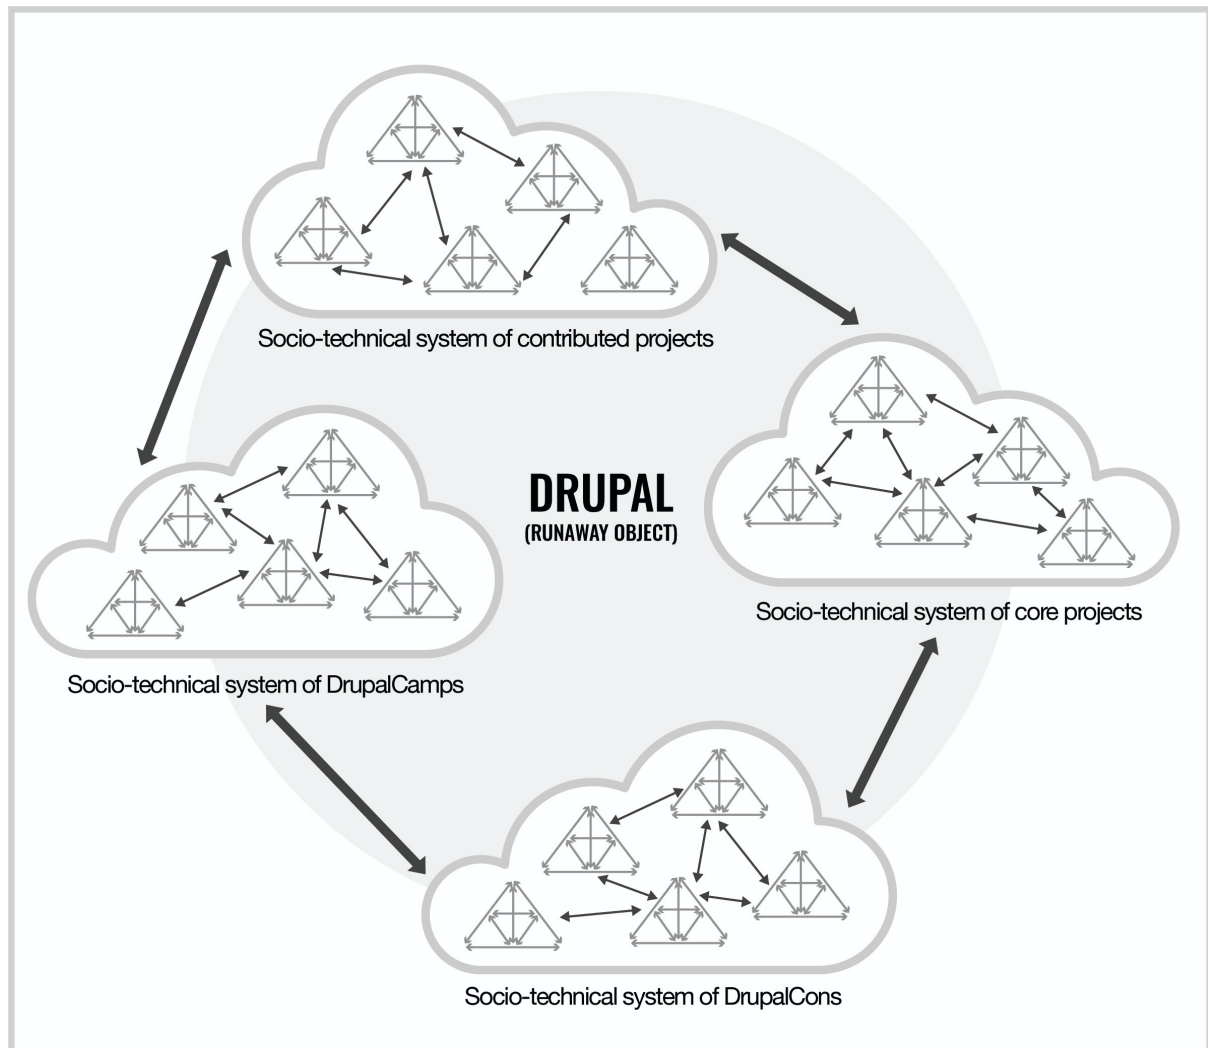 Socio-technical system of contributed projects
DRUPAL
(RUNAWAY OBJECT)
Socio-technical system of core projects
Socio-technical system of DrupalCamps
Socio-technical system of DrupalCons